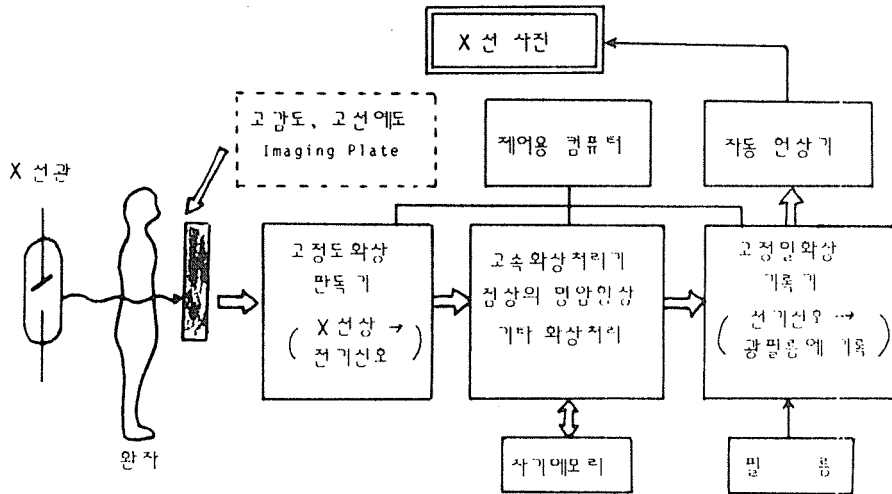 X 선 사진
고감도, 고선예도
Imaging Plate
제어용 컴퓨터
자동 현상기
X 선관
고정도화상
판독기
( X 선상 →
전기신호 )
고속화상처리기
점상의 명암향상
기타 화상처리
고정밀화상
기록기
( 전기신호 →
광필름에 기록 )
환자
자기메모리
필 름